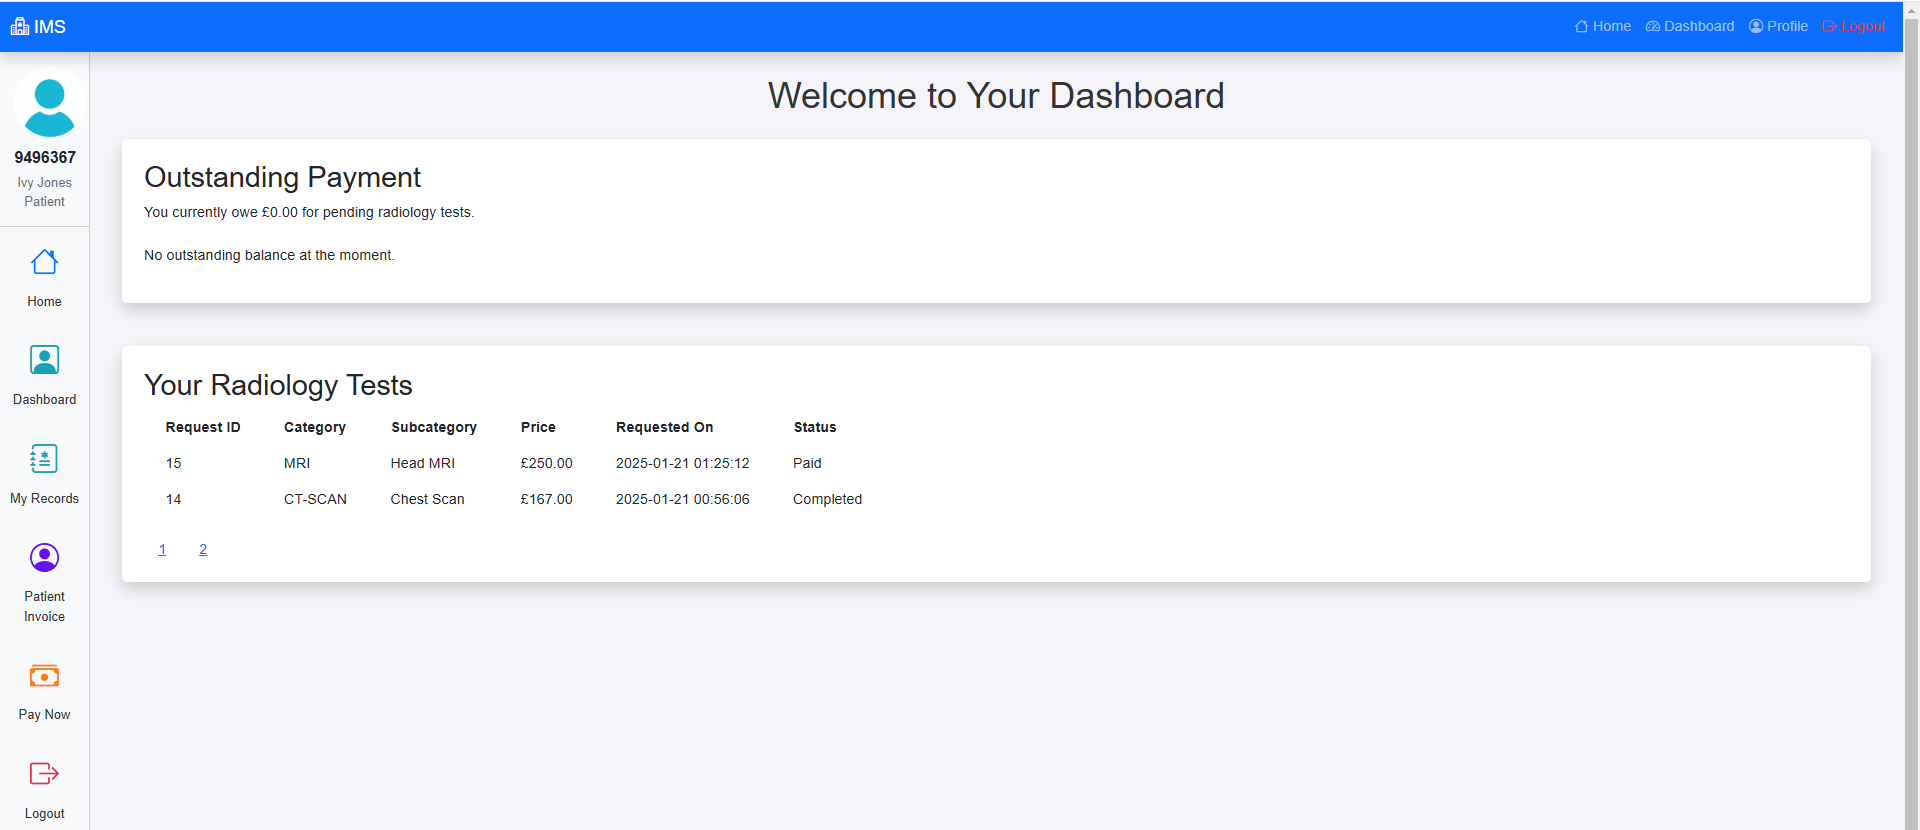 IMS
Home Dashboard Profile Logout
9496367
Ivy Jones
Patient
Home
Dashboard
My Records
Patient
Invoice
Pay Now
Logout
Welcome to Your Dashboard
Outstanding Payment
You currently owe £0.00 for pending radiology tests.
No outstanding balance at the moment.
Your Radiology Tests
Request ID Category Subcategory Price Requested On Status
15 MRI Head MRI £250.00 2025-01-21 01:25:12 Paid
14 CT-SCAN Chest Scan £167.00 2025-01-21 00:56:06 Completed
1 2